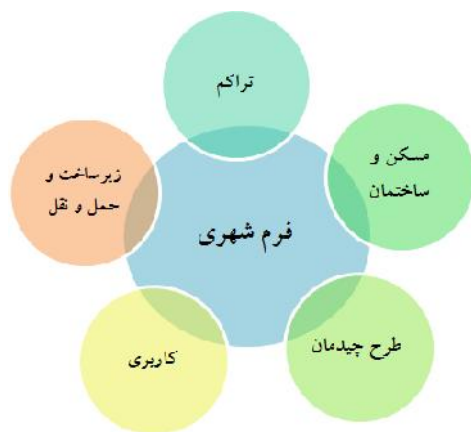 تراکم
مسکن و
ساختمان
زیرساخت و
حمل و نقل
فرم شهری
طرح چیدمان
کاربری